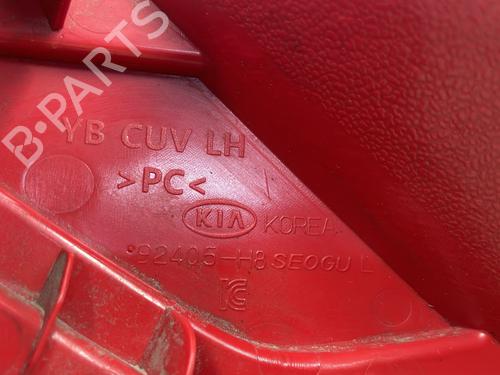 B-PARTS
YB CUV LH
>PC<
KIA KOREA
92405-H8 SEOGU L